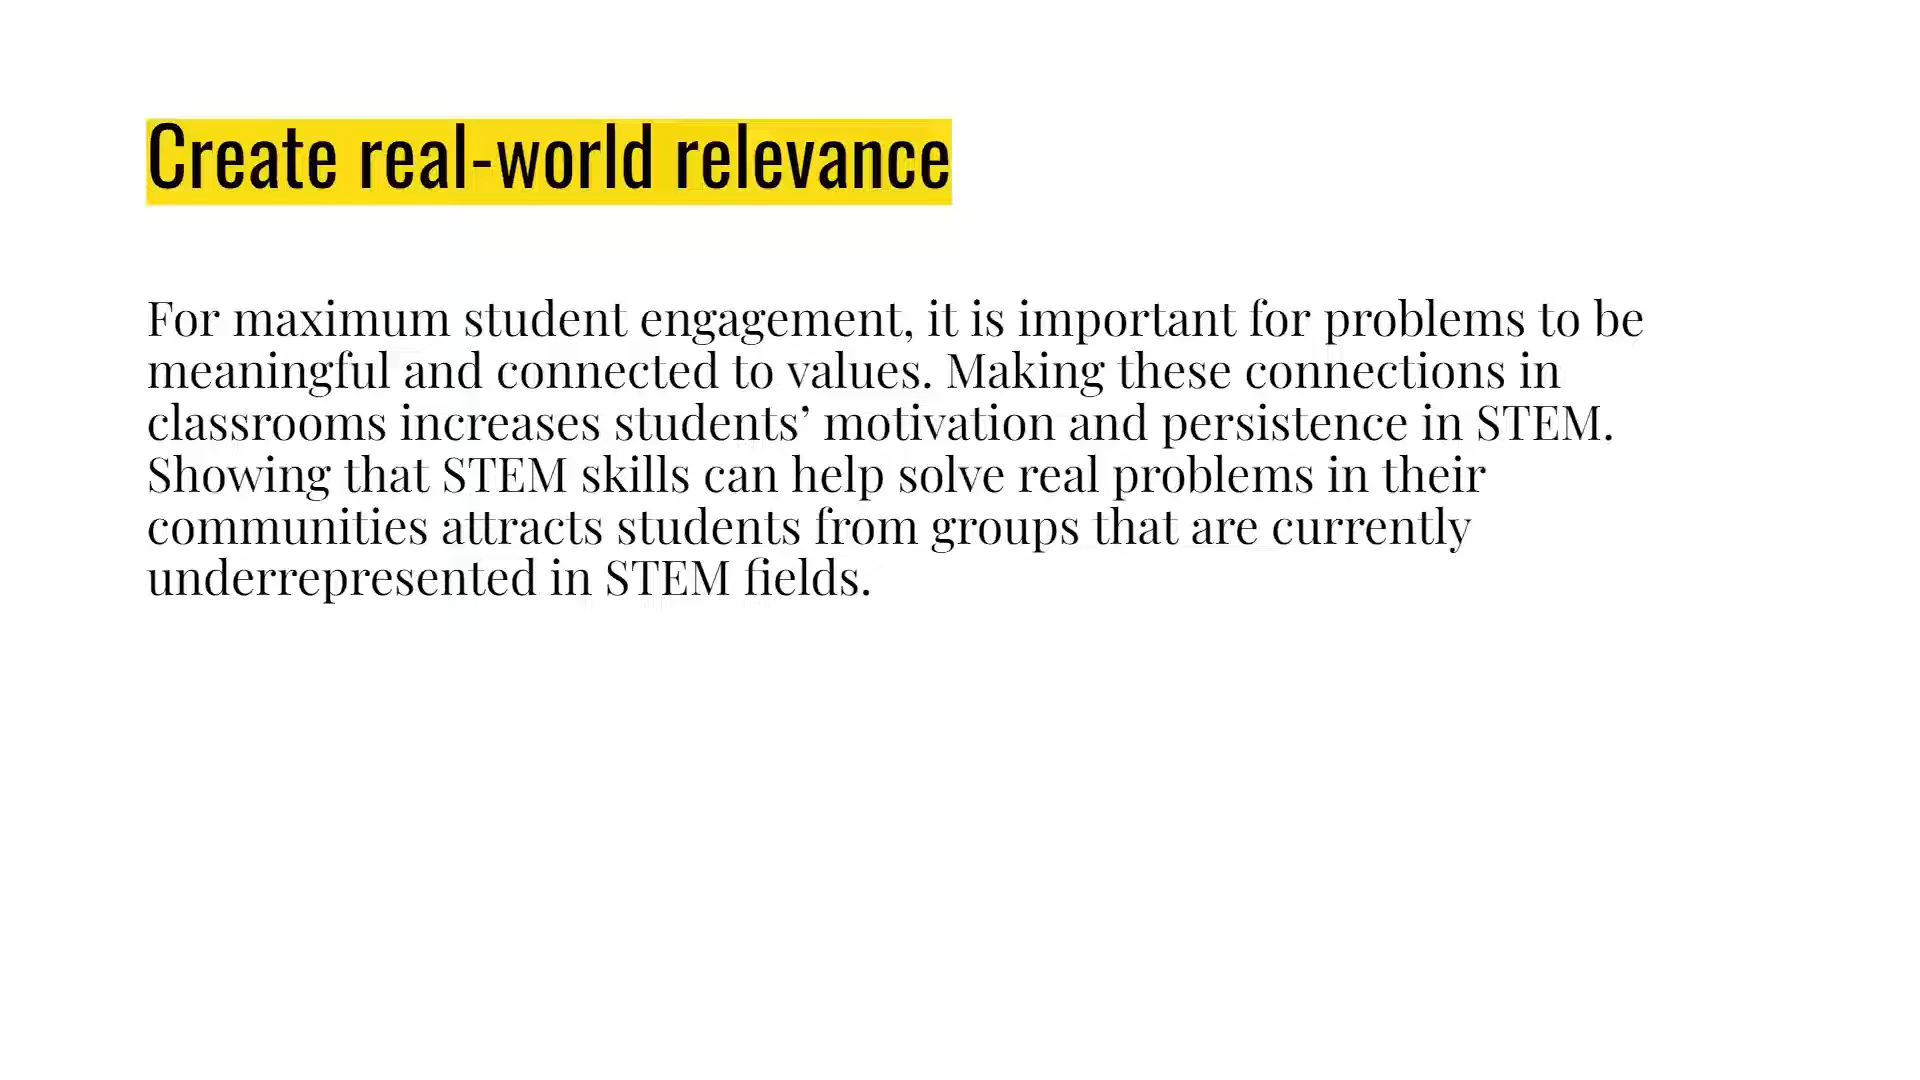 Create real-world relevance
For maximum student engagement, it is important for problems to be
meaningful and connected to values. Making these connections in
classrooms increases students’ motivation and persistence in STEM.
Showing that STEM skills can help solve real problems in their
communities attracts students from groups that are currently
underrepresented in STEM fields.